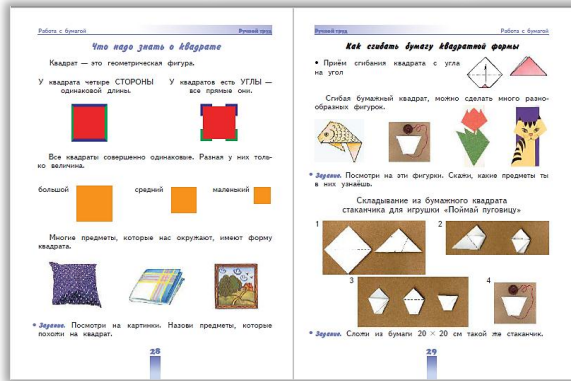 Работа с бумагой
Ручной труд
Что надо знать о квадрате
Квадрат — это геометрическая фигура.
У квадрата четыре СТОРОНЫ
одинаковой длины.
У квадратов есть УГЛЫ —
все прямые они.
Все квадраты совершенно одинаковые. Разная у них толь-
ко величина.
большой
средний
маленький
Многие предметы, которые нас окружают, имеют форму
квадрата.
Задание. Посмотри на картинки. Назови предметы, которые
похожи на квадрат.
28
Ручной труд
Работа с бумагой
Как сгибать бумагу квадратной формы
• Приём сгибания квадрата с угла
на угол
Сгибая бумажный квадрат, можно сделать много разно-
образных фигурок.
Задание. Посмотри на эти фигурки. Скажи, какие предметы ты
в них узнаёшь.
Складывание из бумажного квадрата
стаканчика для игрушки «Поймай пуговицу»
1
2
3
4
Задание. Сложи из бумаги 20 × 20 см такой же стаканчик.
29